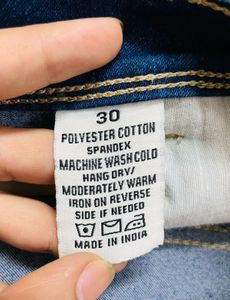 30
POLYESTER COTTON
SPANDEX
MACHINE WASH COLD
HANG DRY/
MODERATELY WARM
IRON ON REVERSE
SIDE IF NEEDED
MADE IN INDIA